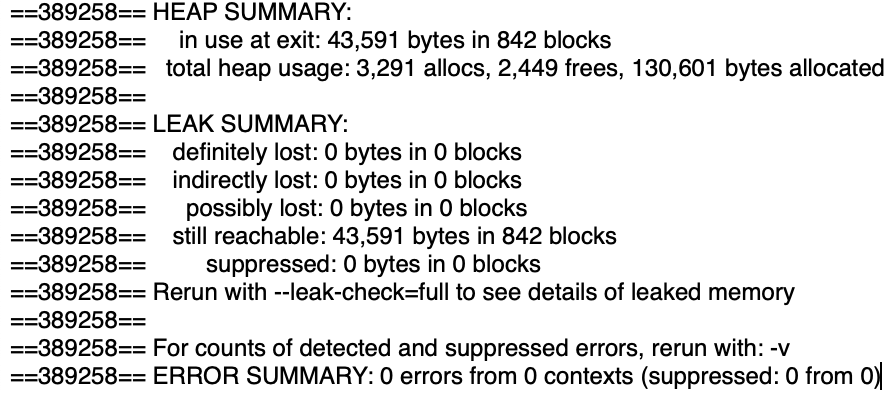 ==389258== HEAP SUMMARY:
==389258== in use at exit: 43,591 bytes in 842 blocks
==389258== total heap usage: 3,291 allocs, 2,449 frees, 130,601 bytes allocated
==389258==
==389258== LEAK SUMMARY:
==389258== definitely lost: 0 bytes in 0 blocks
==389258== indirectly lost: 0 bytes in 0 blocks
==389258== possibly lost: 0 bytes in 0 blocks
==389258== still reachable: 43,591 bytes in 842 blocks
==389258== suppressed: 0 bytes in 0 blocks
==389258== Rerun with --leak-check=full to see details of leaked memory
==389258==
==389258== For counts of detected and suppressed errors, rerun with: -v
==389258== ERROR SUMMARY: 0 errors from 0 contexts (suppressed: 0 from 0)